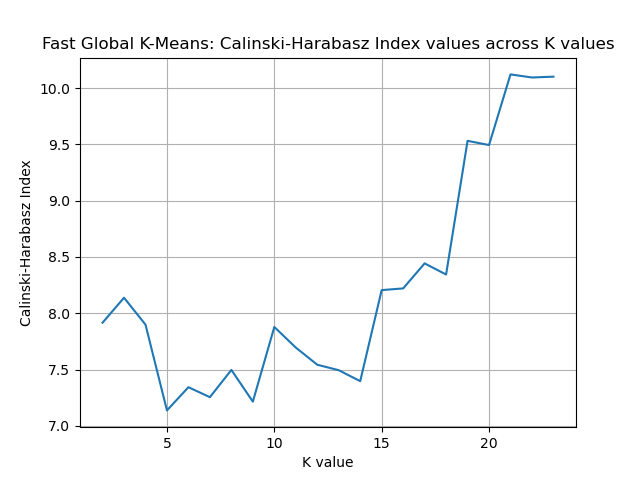 Fast Global K-Means: Calinski-Harabasz Index values across K values
10.0
9.5
9.0
8.5
8.0
7.5
7.0
Calinski-Harabasz Index
5 10 15 20
K value